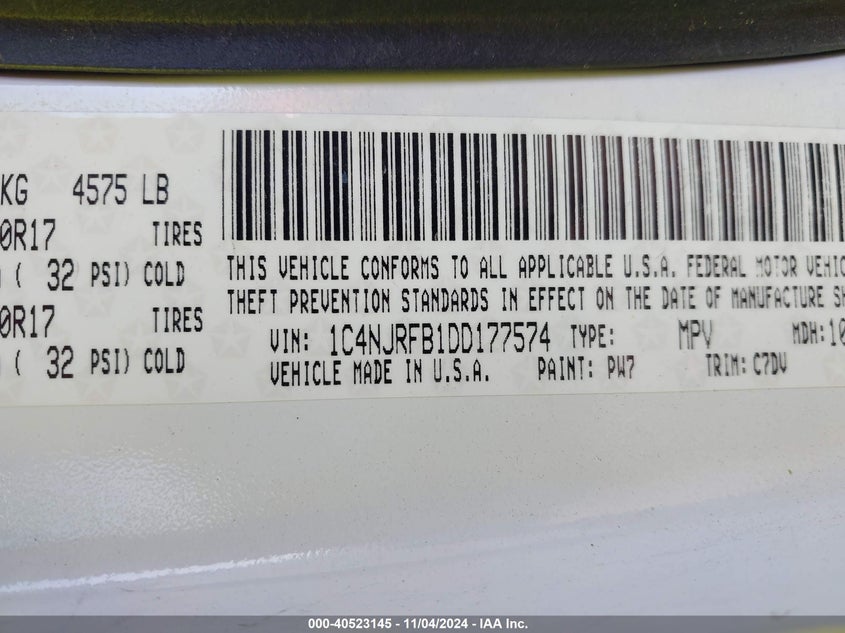 KG 4575 LB
0R17 TIRES
( 32 PSI) COLD
0R17 TIRES
( 32 PSI) COLD
THIS VEHICLE CONFORMS TO ALL APPLICABLE U.S.A. FEDERAL MOTOR VEHIC
THEFT PREVENTION STANDARDS IN EFFECT ON THE DATE OF MANUFACTURE SH
VIN: 1C4NJRFB1DD177574 TYPE: MPV MDH:10
VEHICLE MADE IN U.S.A. PAINT: PW7 TRIM: C7DV
000-40523145 - 11/04/2024 - IAA Inc.